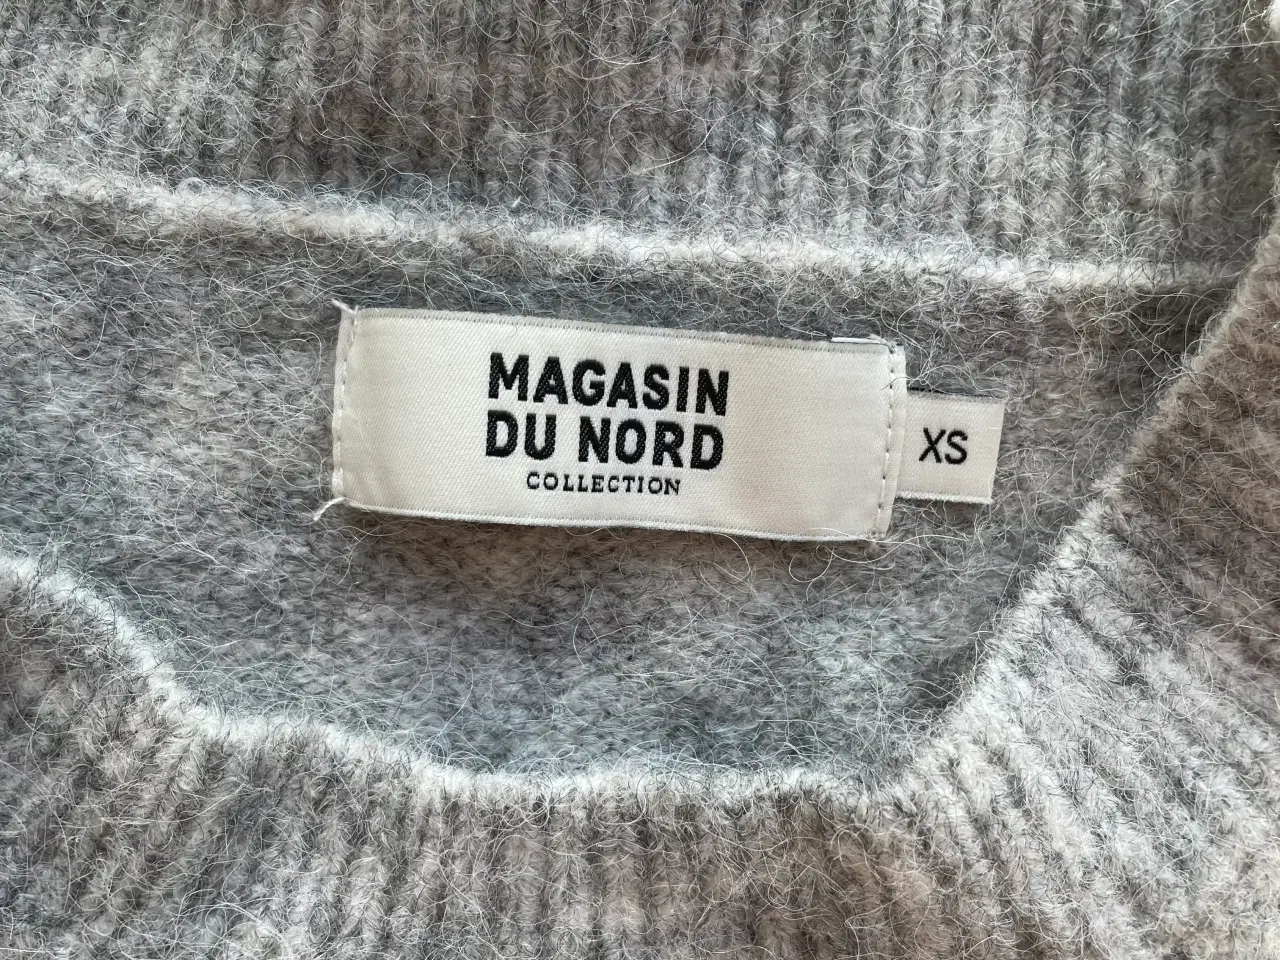 MAGASIN
DU NORD
COLLECTION
XS